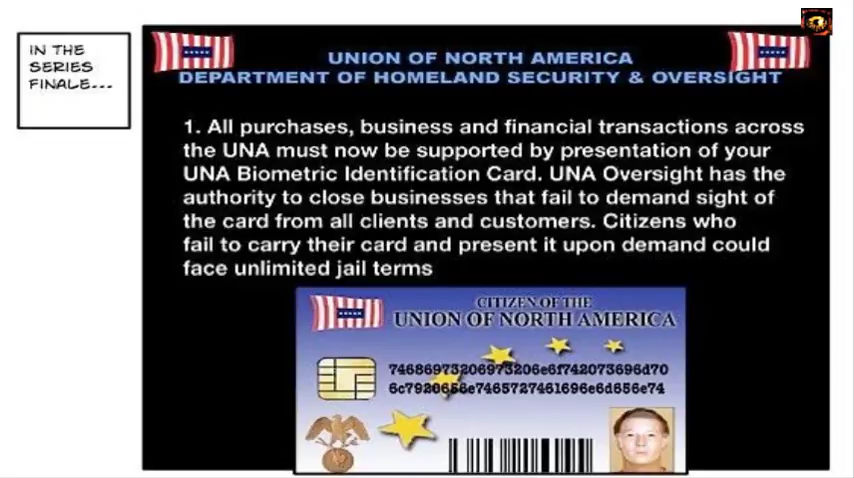 IN THE
SERIES
FINALE...
UNION OF NORTH AMERICA
DEPARTMENT OF HOMELAND SECURITY & OVERSIGHT
1. All purchases, business and financial transactions across
the UNA must now be supported by presentation of your
UNA Biometric Identification Card. UNA Oversight has the
authority to close businesses that fail to demand sight of
the card from all clients and customers. Citizens who
fail to carry their card and present it upon demand could
face unlimited jail terms
CITIZEN OF THE
UNION OF NORTH AMERICA
74686973206973206e6f742073696d70
6c7920656e7465727461696e6d656e74